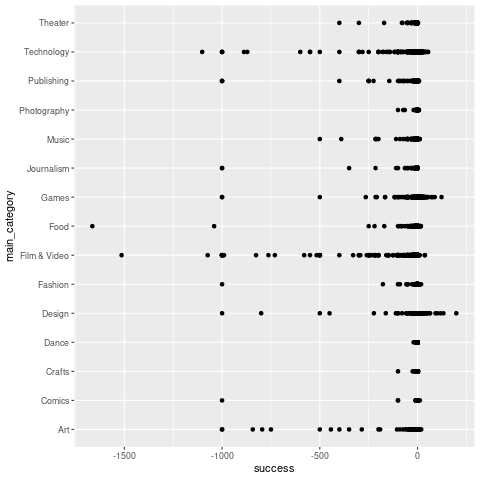 main_category
Theater
Technology
Publishing
Photography
Music
Journalism
Games
Food
Film & Video
Fashion
Design
Dance
Crafts
Comics
Art
-1500 -1000 -500 0
success